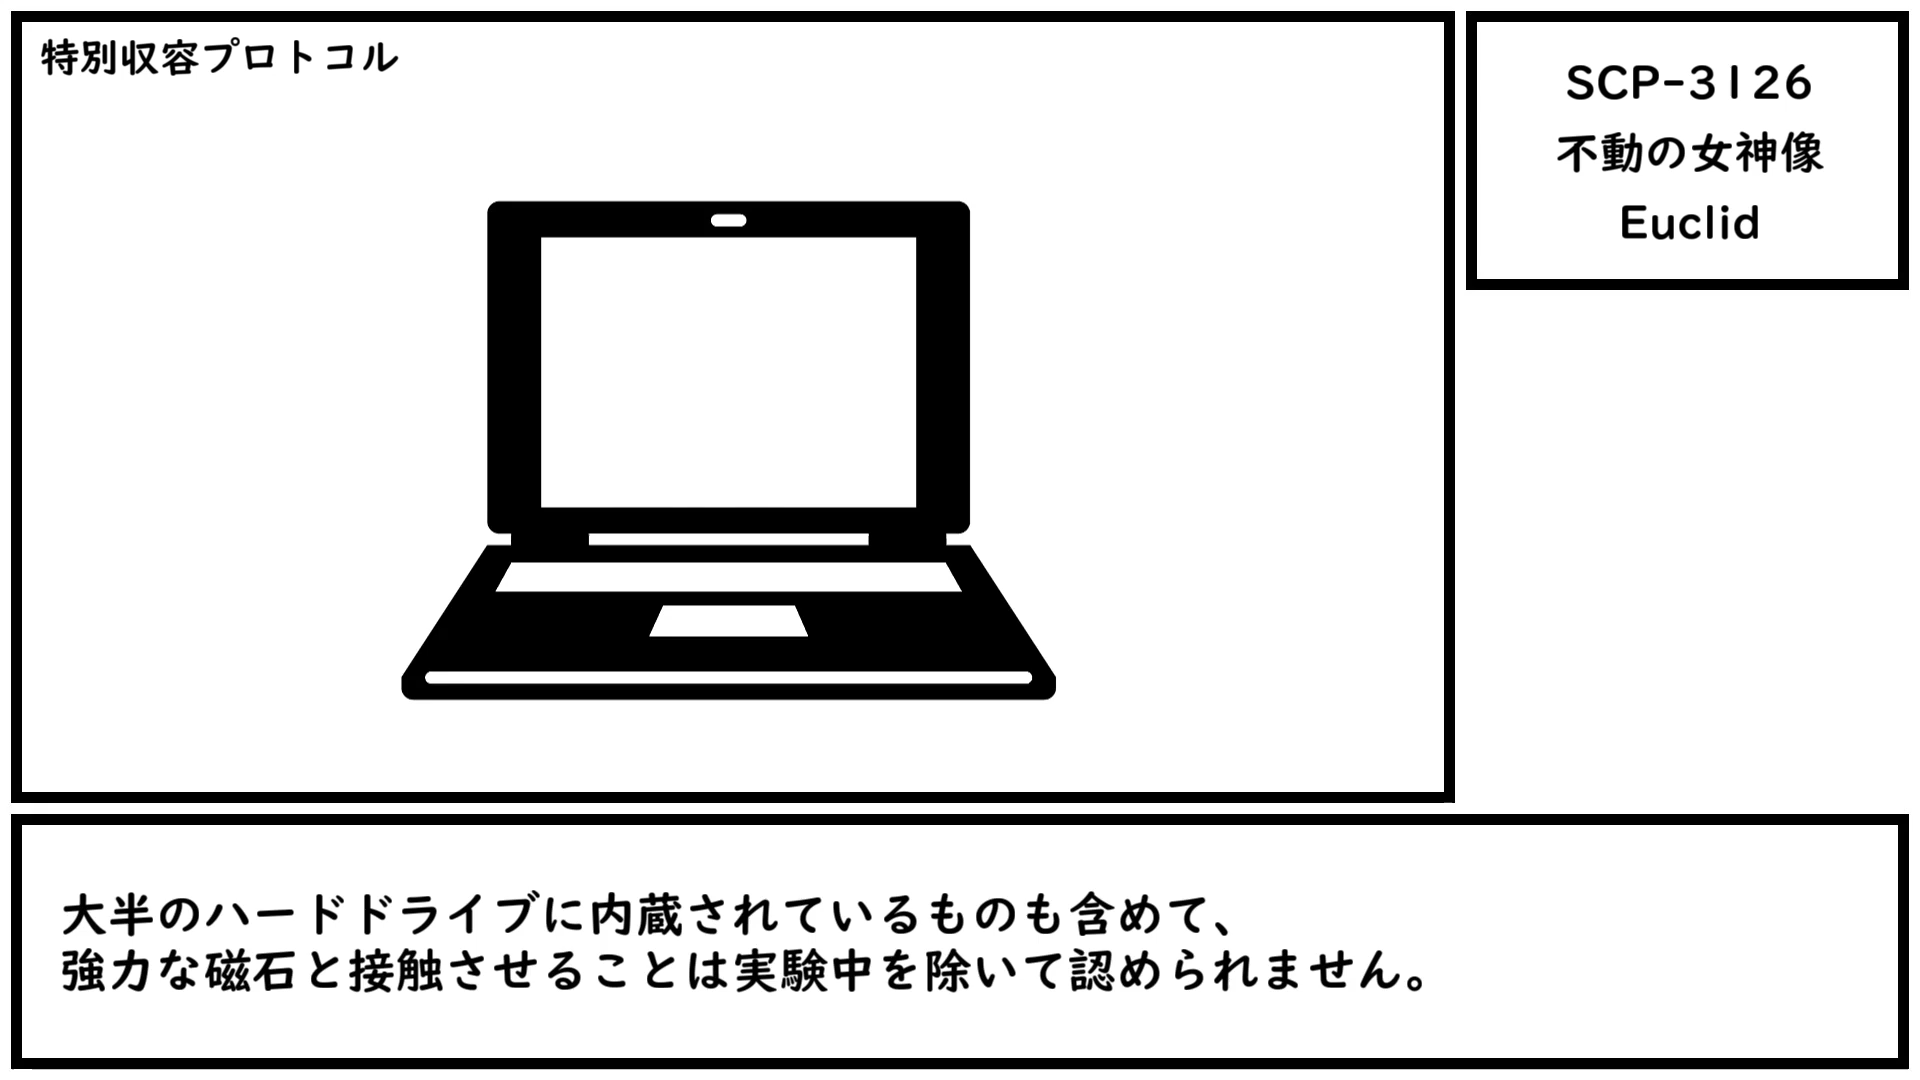 特別収容プロトコル
SCP-3126
不動の女神像
Euclid
大半のハードドライブに内蔵されているものも含めて、
強力な磁石と接触させることは実験中を除いて認められません。